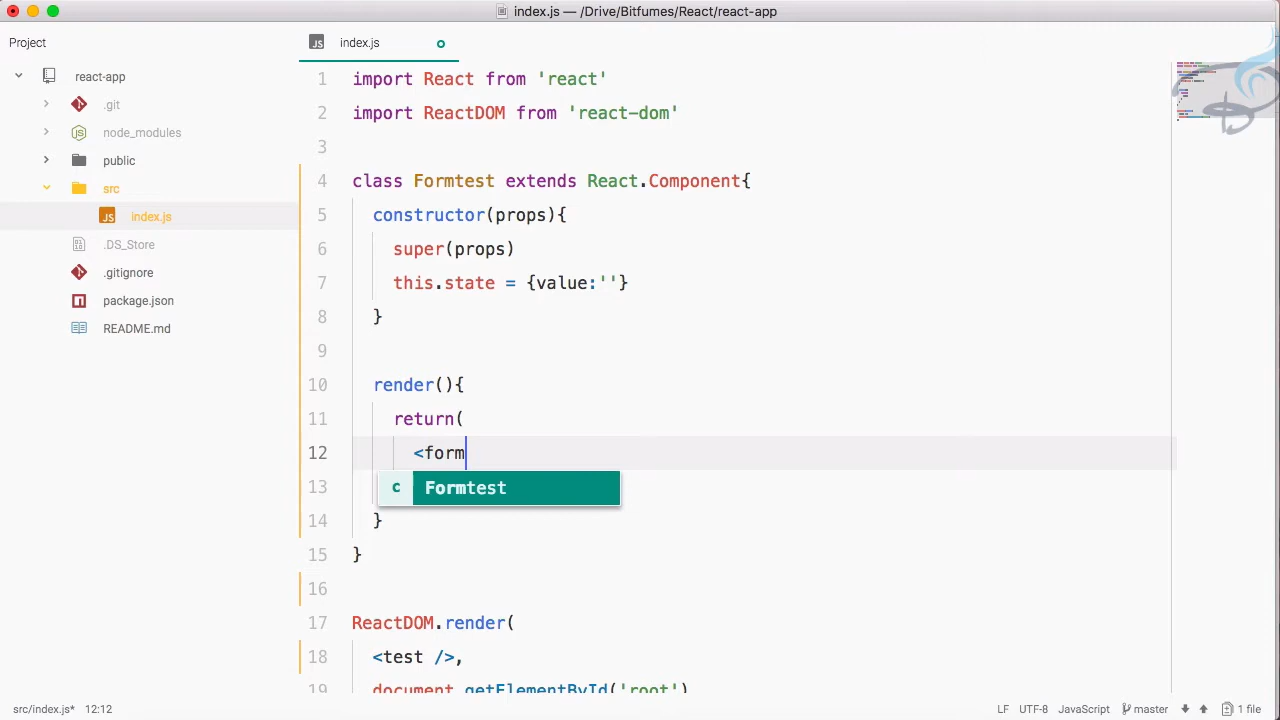 index.js — /Drive/Bitfumes/React/react-app
Project
react-app
.git
node_modules
public
src
index.js
.DS_Store
.gitignore
package.json
README.md
index.js
1 import React from 'react'
2 import ReactDOM from 'react-dom'
3
4 class Formtest extends React.Component{
5 constructor(props){
6 super(props)
7 this.state = {value:''}
8 }
9
10 render(){
11 return(
12 <form
c Formtest
13
14 }
15 }
16
17 ReactDOM.render(
18 <test />,
19 document.getElementById('root')
src/index.js* 12:12
LF UTF-8 JavaScript master 1 file